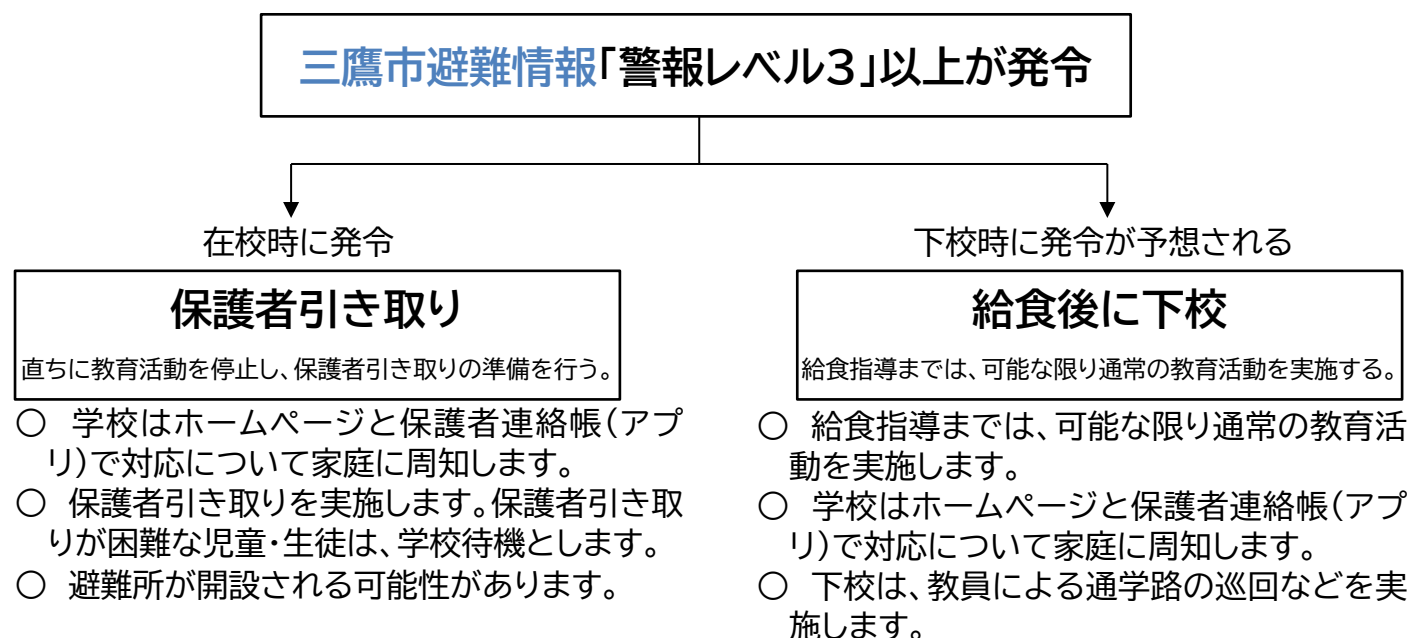 三鷹市避難情報「警報レベル3」以上が発令
在校時に発令
保護者引き取り
直ちに教育活動を停止し、保護者引き取りの準備を行う。
○ 学校はホームページと保護者連絡帳(アプ
リ)で対応について家庭に周知します。
○ 保護者引き取りを実施します。保護者引き取
りが困難な児童・生徒は、学校待機とします。
○ 避難所が開設される可能性があります。
下校時に発令が予想される
給食後に下校
給食指導までは、可能な限り通常の教育活動を実施する。
○ 給食指導までは、可能な限り通常の教育活
動を実施します。
○ 学校はホームページと保護者連絡帳(アプ
リ)で対応について家庭に周知します。
○ 下校は、教員による通学路の巡回などを実
施します。